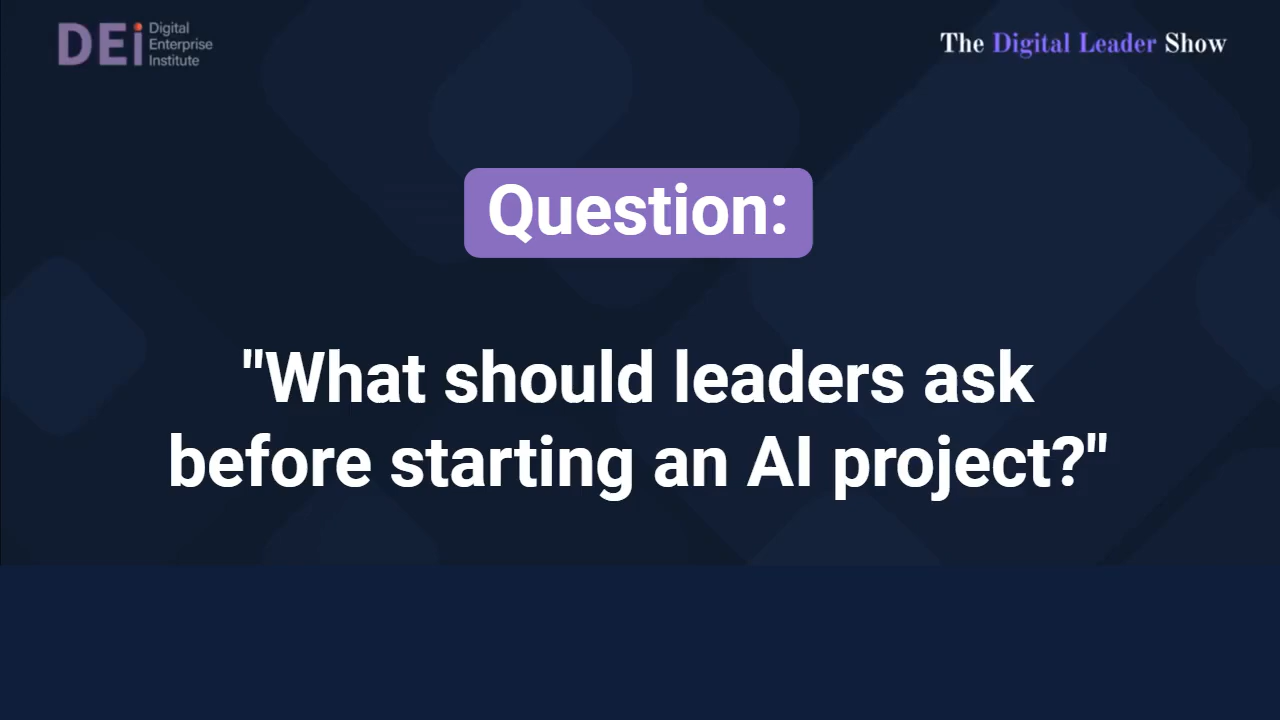 DEi Digital
Enterprise
Institute
The Digital Leader Show
Question:
"What should leaders ask
before starting an AI project?"